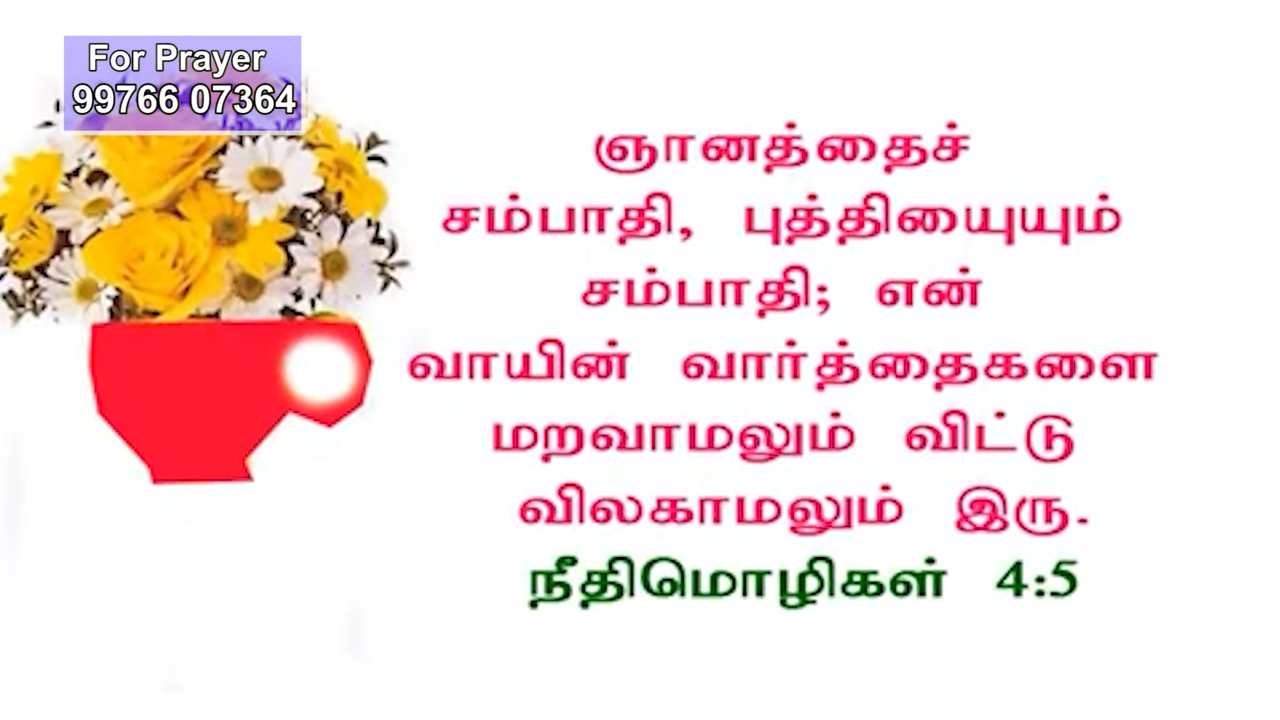 For Prayer
99766 07364
ஞானத்தைச்
சம்பாதி, புத்தியையும்
சம்பாதி; என்
வாயின் வார்த்தைகளை
மறவாமலும் விட்டு
விலகாமலும் இரு.
நீதிமொழிகள் 4:5